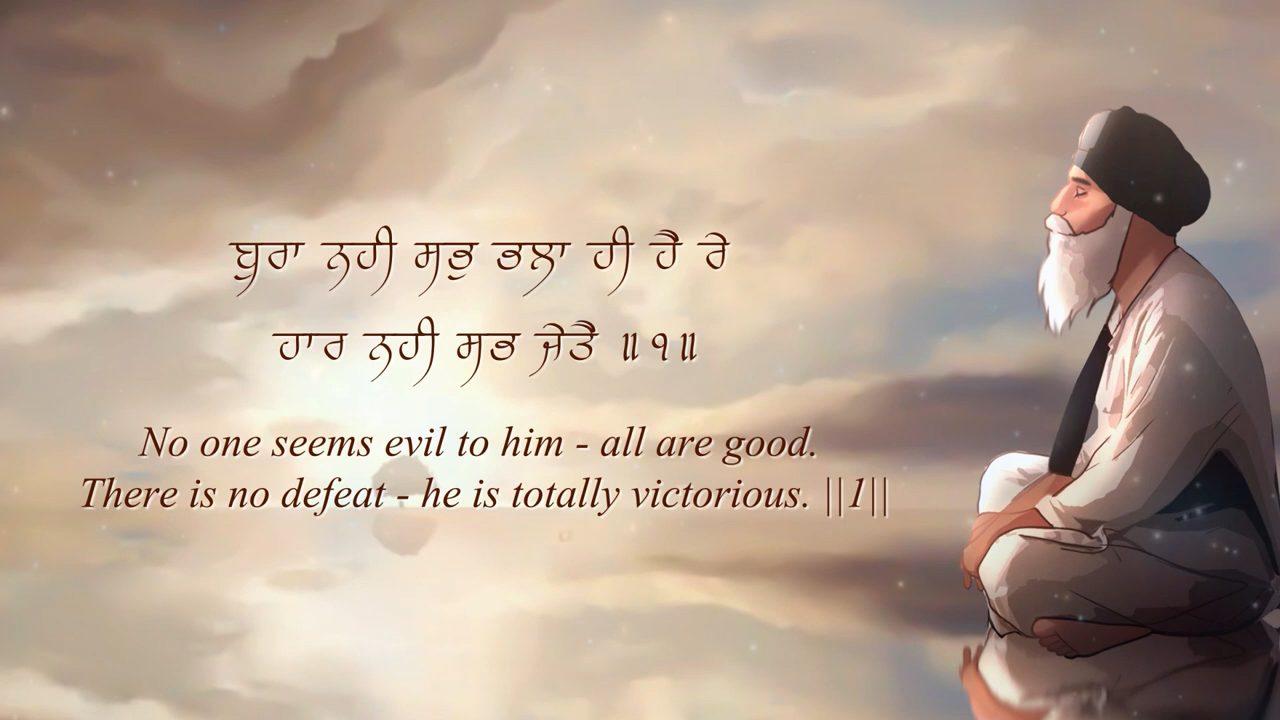 ਬੁਰਾ ਨਹੀ ਸਭੁ ਭਲਾ ਹੀ ਹੈ ਰੇ
ਹਾਰ ਨਹੀ ਸਭ ਜੇਤੈ ॥੧॥
No one seems evil to him - all are good.
There is no defeat - he is totally victorious. ||1||